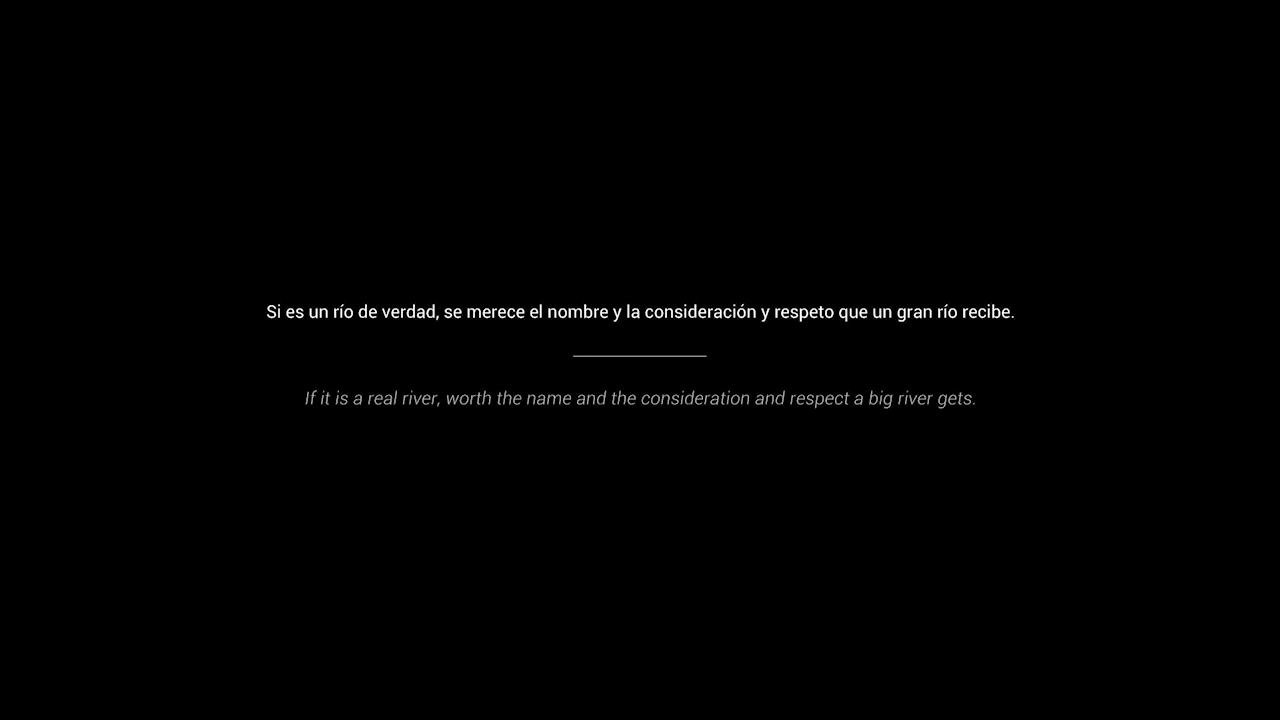 Si es un río de verdad, se merece el nombre y la consideración y respeto que un gran río recibe.
If it is a real river, worth the name and the consideration and respect a big river gets.